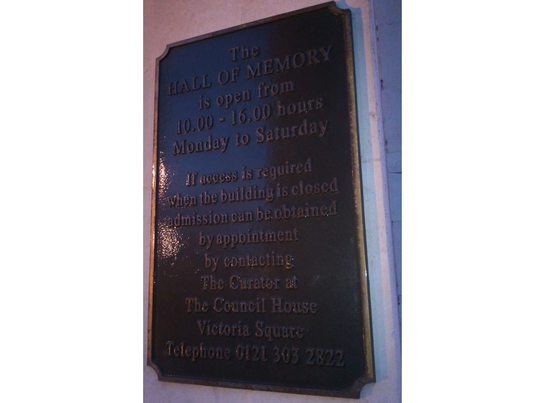 The
HALL OF MEMORY
is open from
10.00 - 16.00 hours
Monday to Saturday
If access is required
when the building is closed
admission can be obtained
by appointment
by contacting
The Curator at
The Council House
Victoria Square
Telephone 0121 303 2822